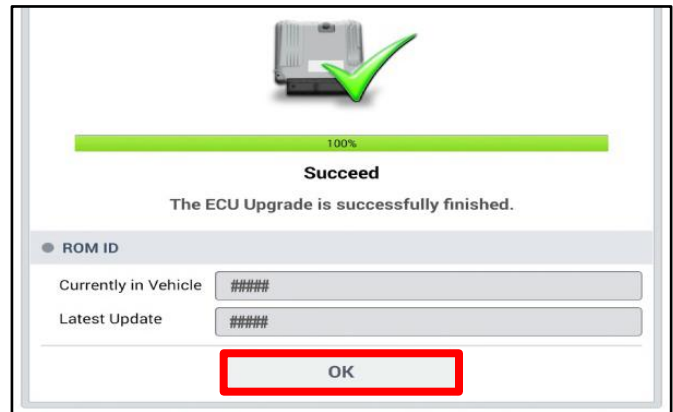 100%
Succeed
The ECU Upgrade is successfully finished.
ROM ID
Currently in Vehicle #####
Latest Update #####
OK